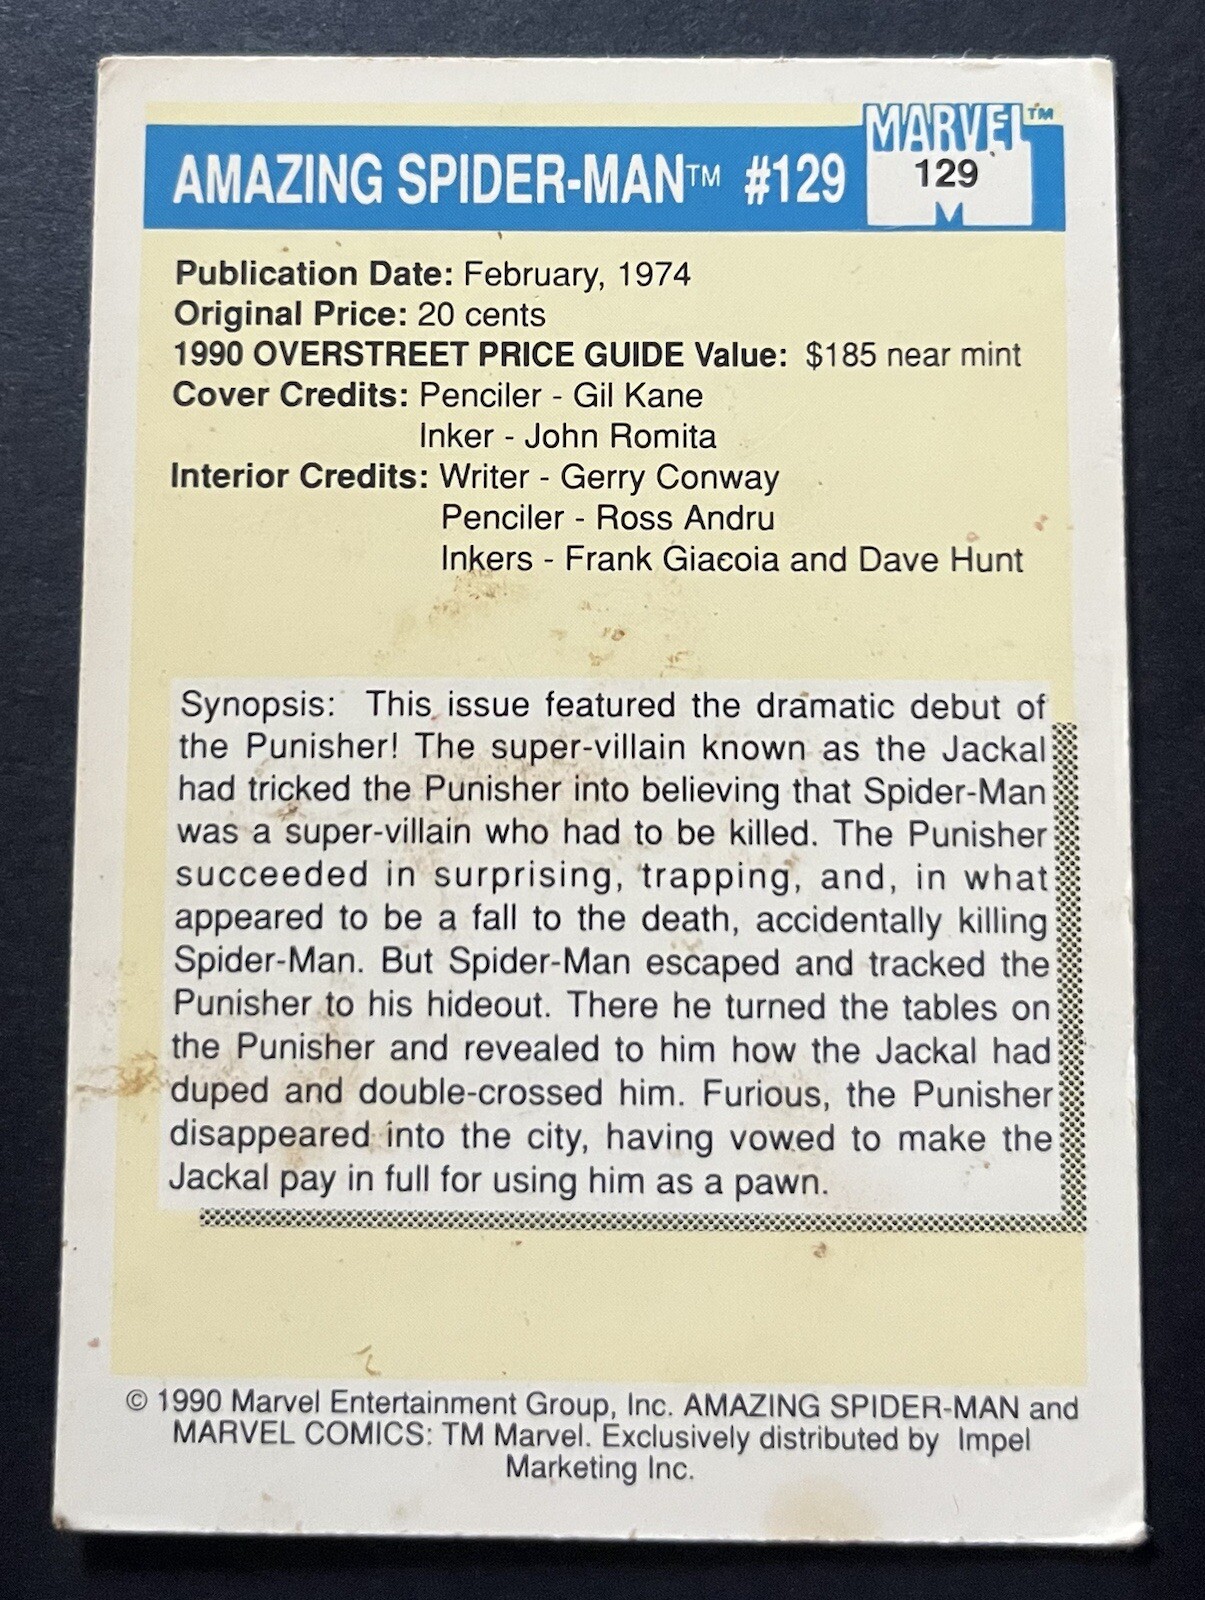 AMAZING SPIDER-MAN™ #129
MARVEL™
129
M
Publication Date: February, 1974
Original Price: 20 cents
1990 OVERSTREET PRICE GUIDE Value: $185 near mint
Cover Credits: Penciler - Gil Kane
Inker - John Romita
Interior Credits: Writer - Gerry Conway
Penciler - Ross Andru
Inkers - Frank Giacoia and Dave Hunt
Synopsis: This issue featured the dramatic debut of
the Punisher! The super-villain known as the Jackal
had tricked the Punisher into believing that Spider-Man
was a super-villain who had to be killed. The Punisher
succeeded in surprising, trapping, and, in what
appeared to be a fall to the death, accidentally killing
Spider-Man. But Spider-Man escaped and tracked the
Punisher to his hideout. There he turned the tables on
the Punisher and revealed to him how the Jackal had
duped and double-crossed him. Furious, the Punisher
disappeared into the city, having vowed to make the
Jackal pay in full for using him as a pawn.
© 1990 Marvel Entertainment Group, Inc. AMAZING SPIDER-MAN and
MARVEL COMICS: TM Marvel. Exclusively distributed by Impel
Marketing Inc.